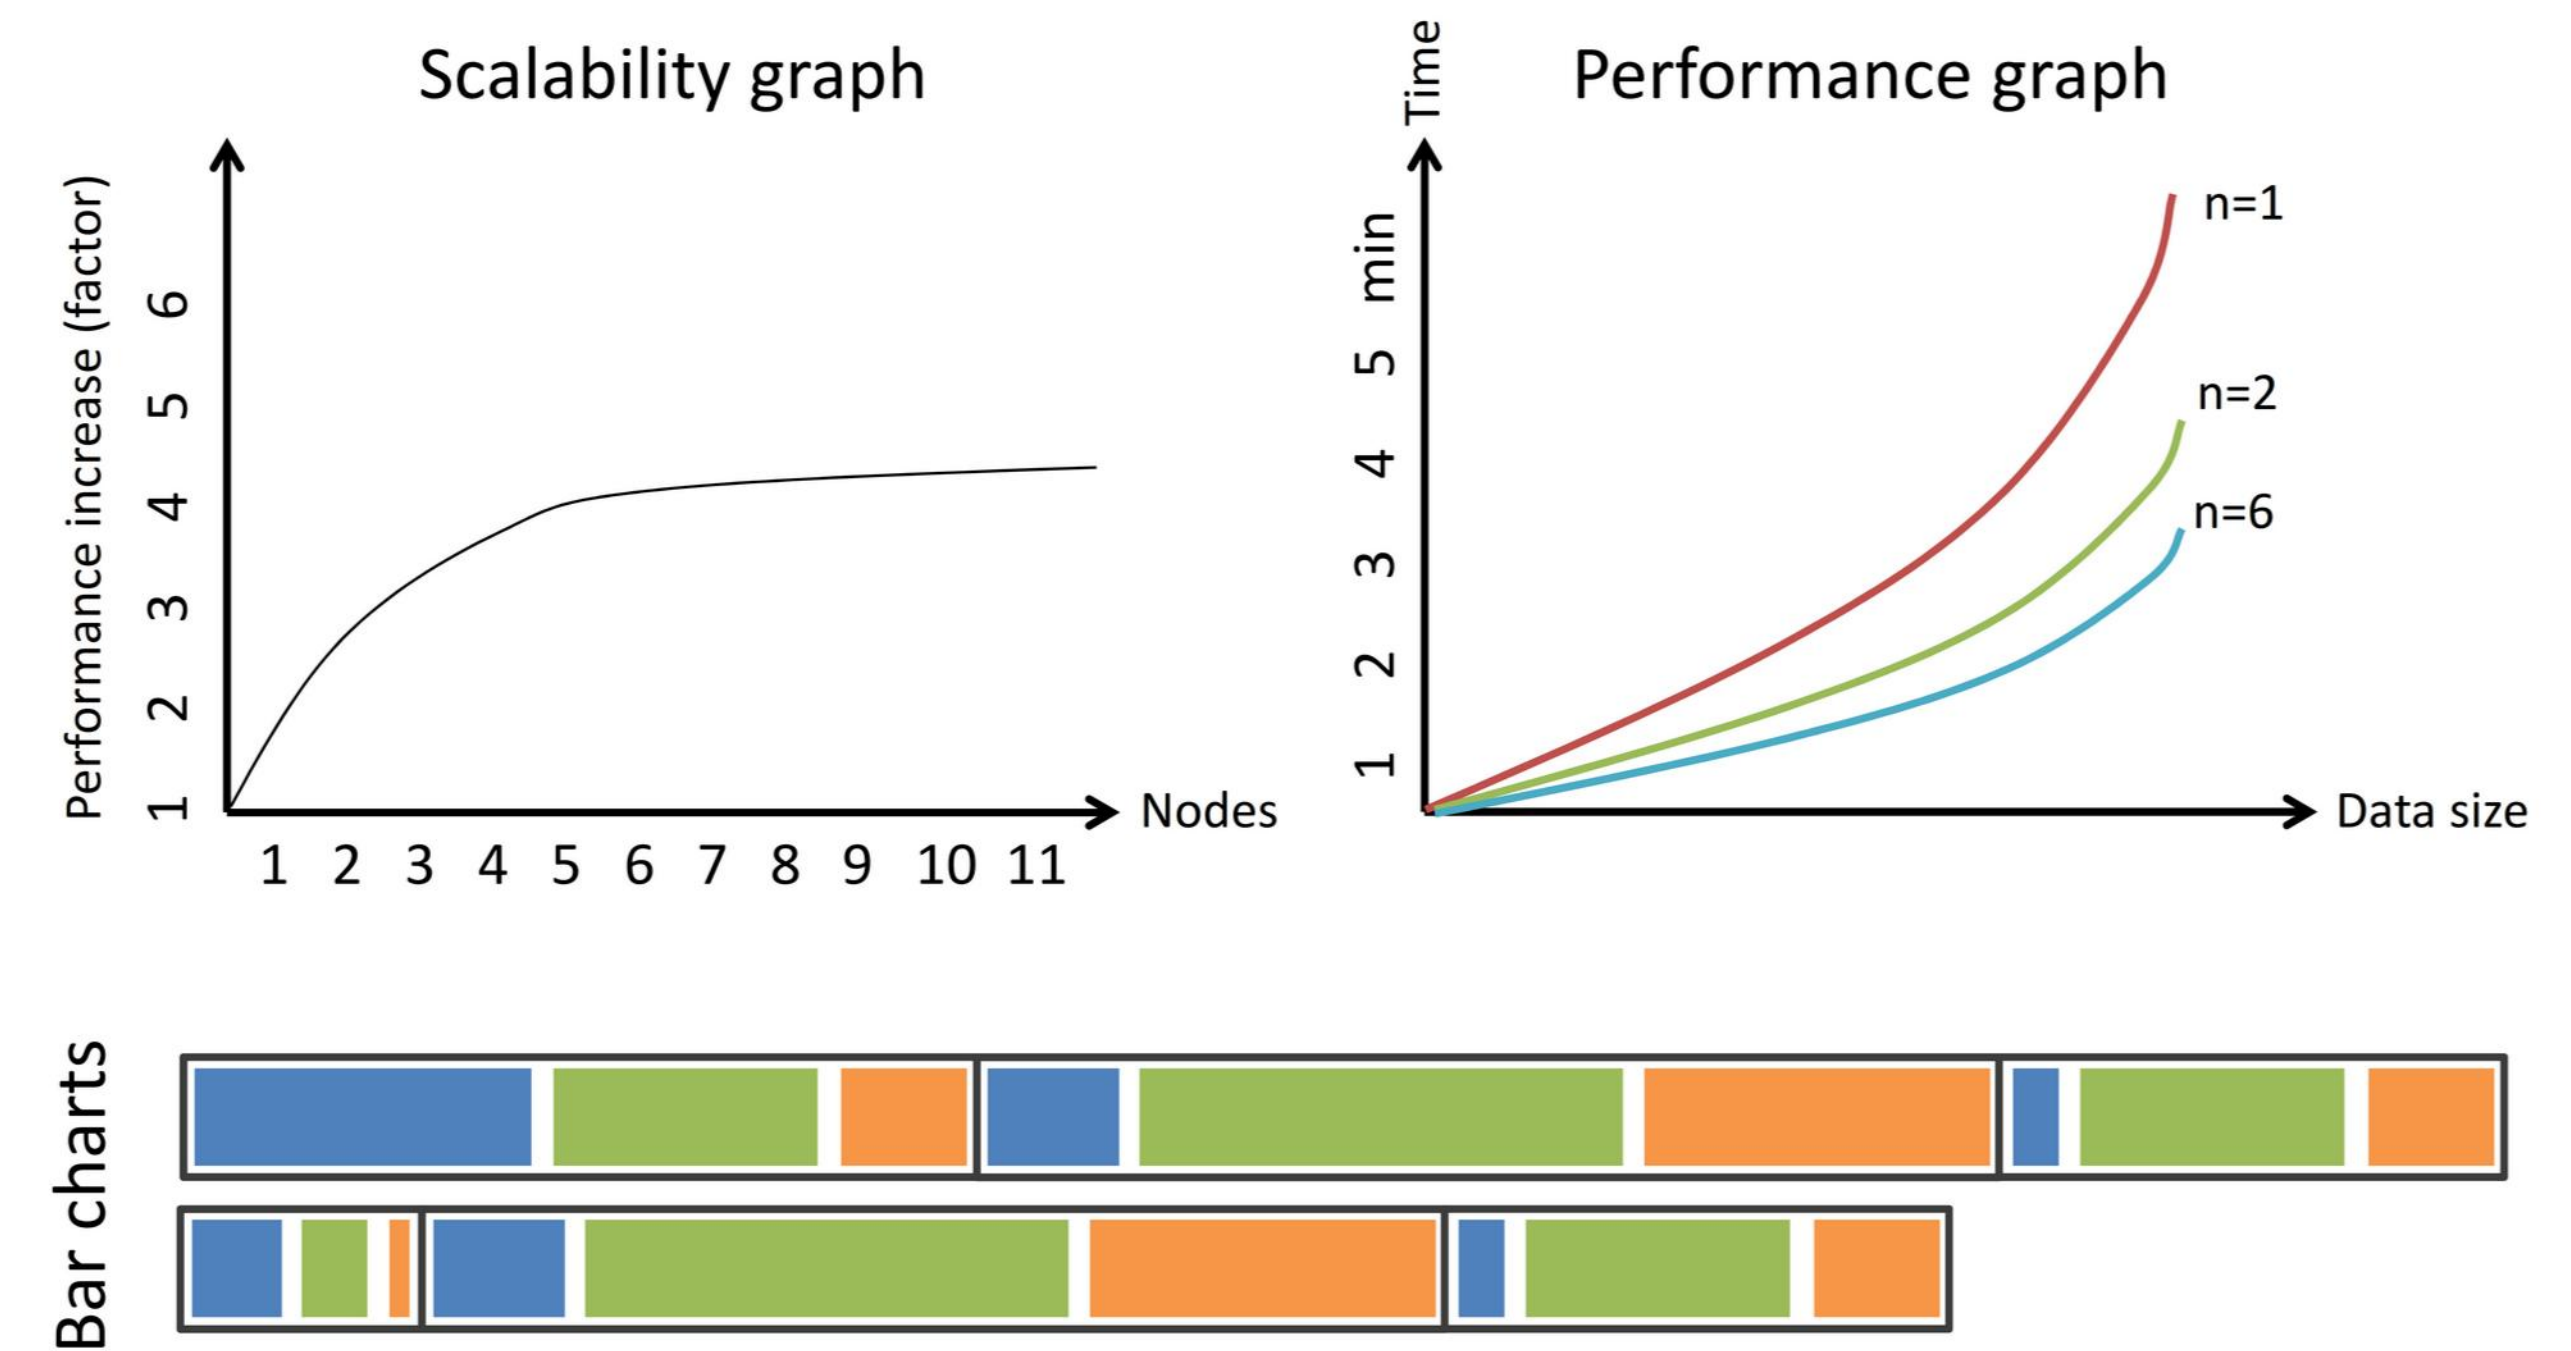 Scalability graph
Performance increase (factor)
6
5
4
3
2
1
Nodes
1 2 3 4 5 6 7 8 9 10 11
Performance graph
Time
min
5
4
3
2
1
n=1
n=2
n=6
Data size
Bar charts